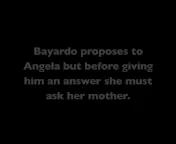 Bayardo proposes to
Angela but before giving
him an answer she must
ask her mother.